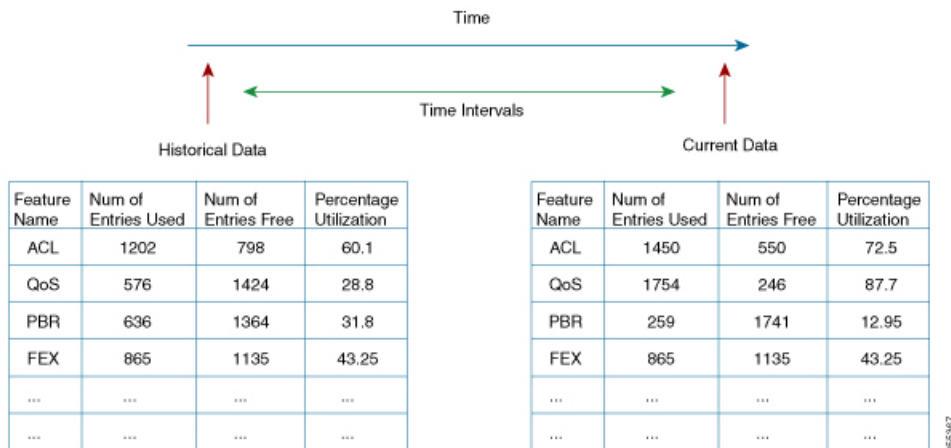 Time
Time Intervals
Historical Data
Current Data
Feature Name Num of Entries Used Num of Entries Free Percentage Utilization
ACL 1202 798 60.1
QoS 576 1424 28.8
PBR 636 1364 31.8
FEX 865 1135 43.25
... ... ... ...
... ... ... ...
Feature Name Num of Entries Used Num of Entries Free Percentage Utilization
ACL 1450 550 72.5
QoS 1754 246 87.7
PBR 259 1741 12.95
FEX 865 1135 43.25
... ... ... ...
... ... ... ...